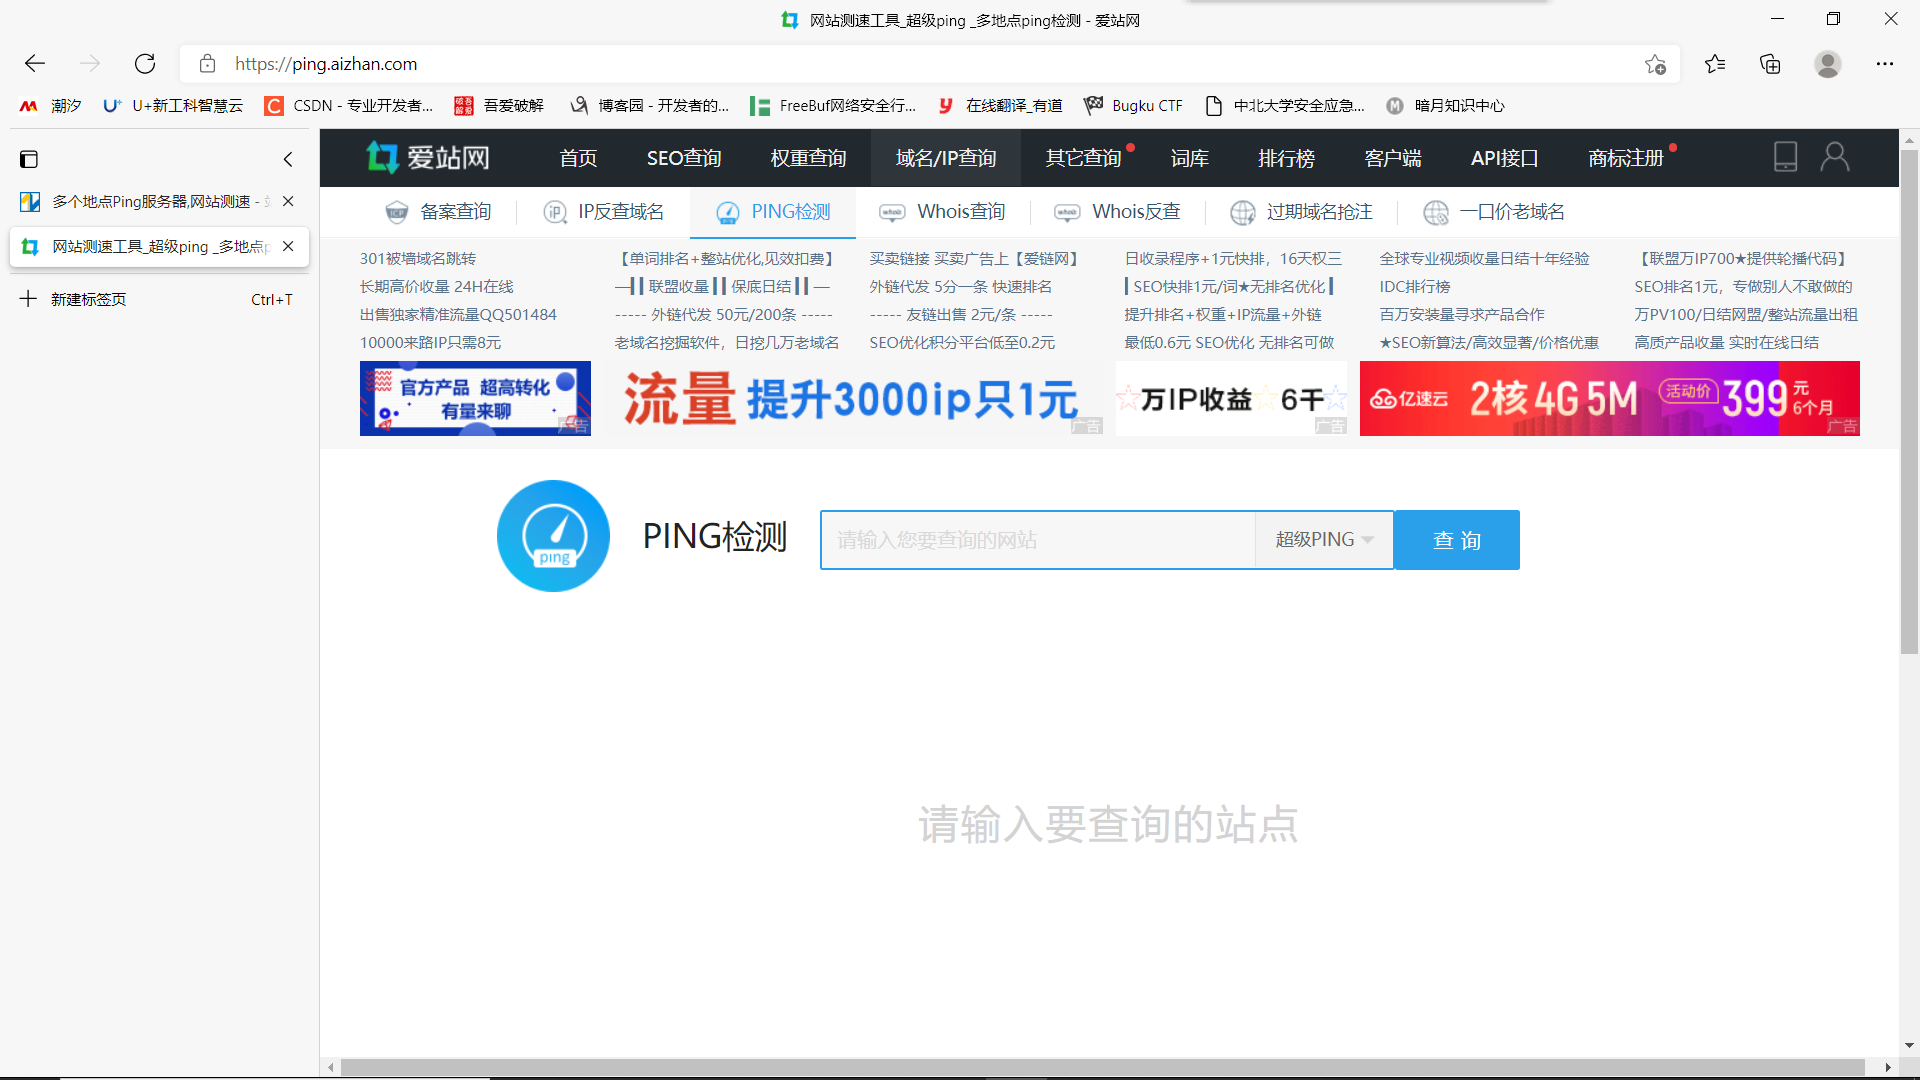 网站测速工具_超级ping _多地点ping检测 - 爱站网
https://ping.aizhan.com
潮汐 U+新工科智慧云 CSDN - 专业开发者... 吾爱破解 博客园 - 开发者的... FreeBuf网络安全行... 在线翻译_有道 Bugku CTF 中北大学安全应急... 暗月知识中心
多个地点Ping服务器,网站测速 -
网站测速工具_超级ping _多地点p
新建标签页 Ctrl+T
爱站网 首页 SEO查询 权重查询 域名/IP查询 其它查询 词库 排行榜 客户端 API接口 商标注册
备案查询 IP反查域名 PING检测 Whois查询 Whois反查 过期域名抢注 一口价老域名
301被墙域名跳转 【单词排名+整站优化,见效扣费】 买卖链接 买卖广告上【爱链网】 日收录程序+1元快排，16天权三 全球专业视频收量日结十年经验 【联盟万IP700★提供轮播代码】
长期高价收量 24H在线 —┃┃联盟收量┃┃保底日结┃┃— 外链代发 5分一条 快速排名 ┃SEO快排1元/词★无排名优化┃ IDC排行榜 SEO排名1元，专做别人不敢做的
出售独家精准流量QQ501484 ----- 外链代发 50元/200条 ----- ----- 友链出售 2元/条 ----- 提升排名+权重+IP流量+外链 百万安装量寻求产品合作 万PV100/日结网盟/整站流量出租
10000来路IP只需8元 老域名挖掘软件，日挖几万老域名 SEO优化积分平台低至0.2元 最低0.6元 SEO优化 无排名可做 ★SEO新算法/高效显著/价格优惠 高质产品收量 实时在线日结
官方产品 超高转化
有量来聊
广告
流量 提升3000ip只1元
广告
☆万IP收益☆6千☆
广告
亿速云 2核4G 5M 活动价 399 元
6个月
广告
ping
PING检测 请输入您要查询的网站 超级PING 查 询
请输入要查询的站点